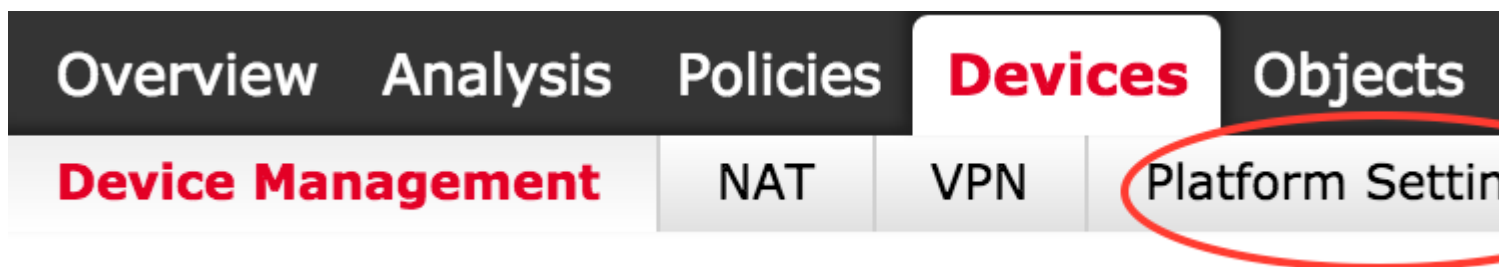 Overview Analysis Policies Devices Objects
Device Management NAT VPN Platform Settin